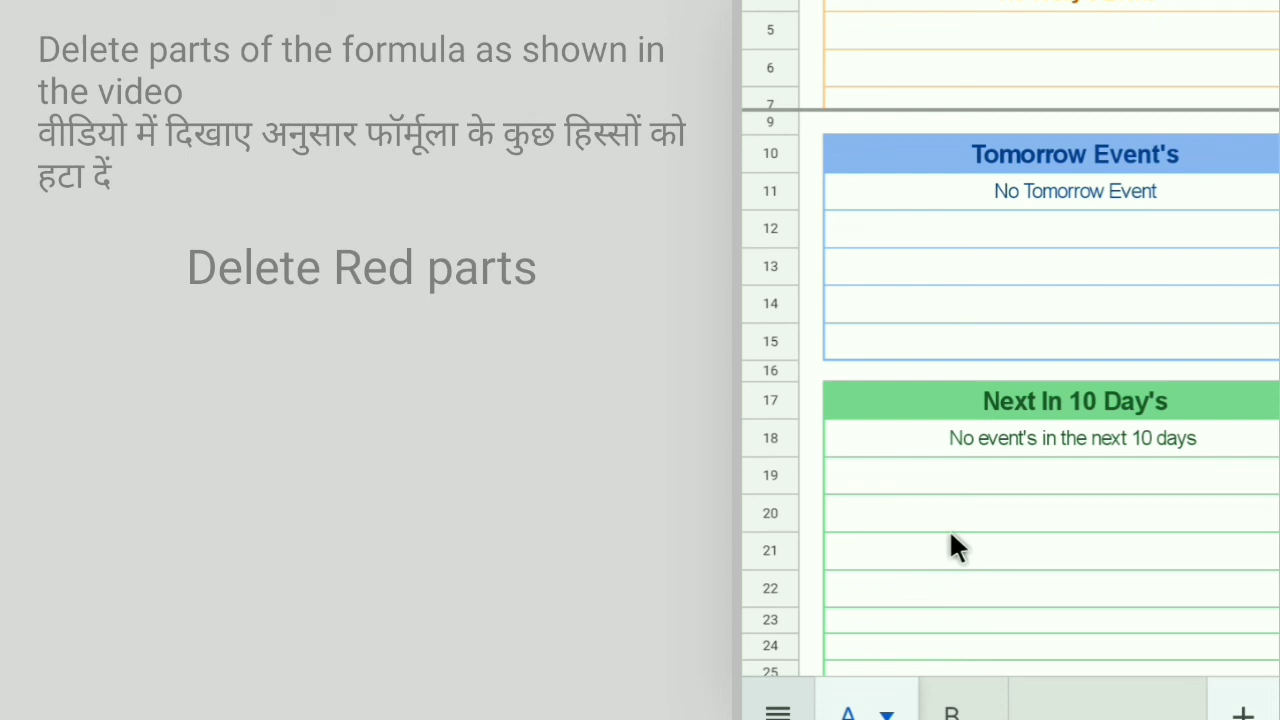 Delete parts of the formula as shown in
the video
वीडियो में दिखाए अनुसार फॉर्मूला के कुछ हिस्सों को
हटा दें
Delete Red parts
5
6
7
9
10 Tomorrow Event's
11 No Tomorrow Event
12
13
14
15
16
17 Next In 10 Day's
18 No event's in the next 10 days
19
20
21
22
23
24
25
A B